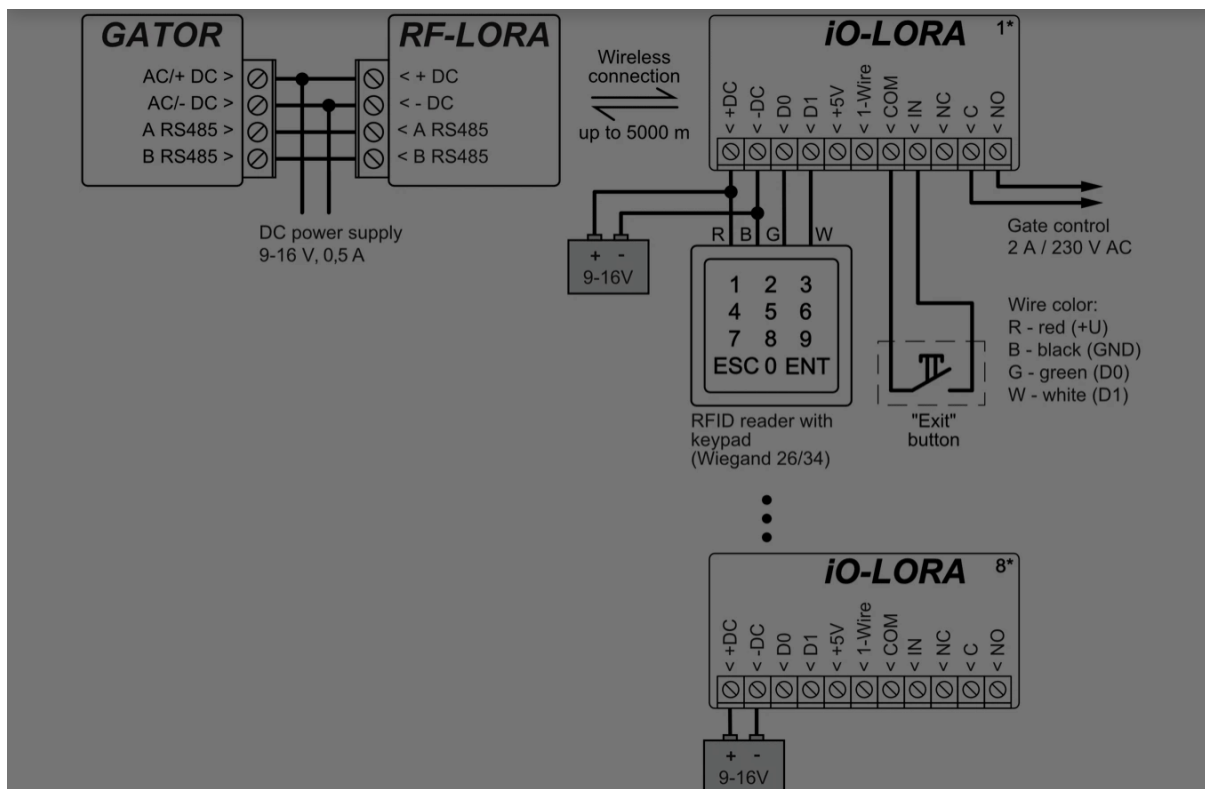 GATOR
AC/+ DC >
AC/- DC >
A RS485 >
B RS485 >
RF-LORA
< + DC
< - DC
< A RS485
< B RS485
DC power supply
9-16 V, 0,5 A
Wireless
connection
up to 5000 m
iO-LORA 1*
< +DC
< -DC
< D0
< D1
< +5V
< 1-Wire
< COM
< IN
< NC
< C
< NO
+ -
9-16V
R B G W
1 2 3
4 5 6
7 8 9
ESC 0 ENT
RFID reader with
keypad
(Wiegand 26/34)
"Exit"
button
Gate control
2 A / 230 V AC
Wire color:
R - red (+U)
B - black (GND)
G - green (D0)
W - white (D1)
iO-LORA 8*
< +DC
< -DC
< D0
< D1
< +5V
< 1-Wire
< COM
< IN
< NC
< C
< NO
+ -
9-16V